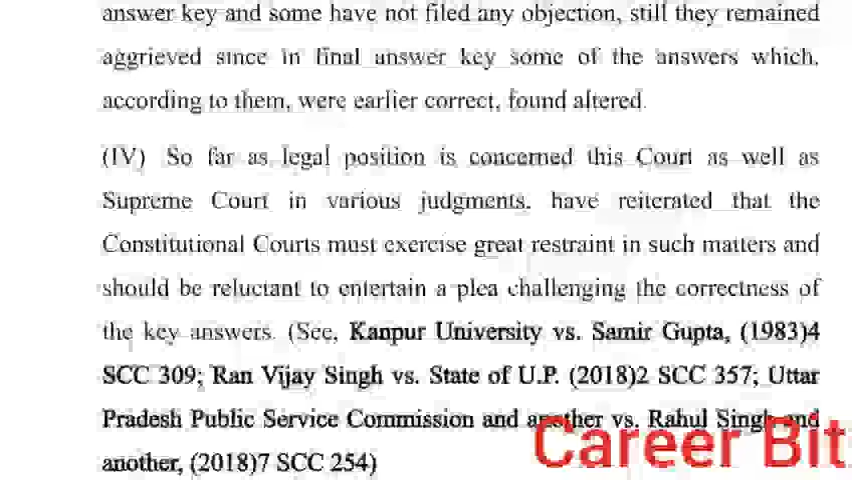 answer key and some have not filed any objection, still they remained
aggrieved since in final answer key some of the answers which,
according to them, were earlier correct, found altered.
(IV) So far as legal position is concerned this Court as well as
Supreme Court in various judgments, have reiterated that the
Constitutional Courts must exercise great restraint in such matters and
should be reluctant to entertain a plea challenging the correctness of
the key answers. (See, Kanpur University vs. Samir Gupta, (1983)4
SCC 309; Ran Vijay Singh vs. State of U.P. (2018)2 SCC 357; Uttar
Pradesh Public Service Commission and another vs. Rahul Singh and
another, (2018)7 SCC 254)
Career Bit